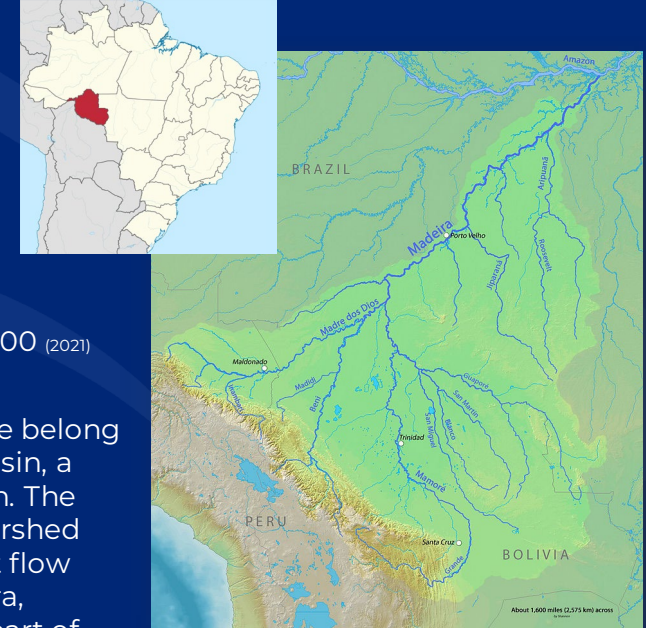 00 (2021)
e belong
sin, a
n. The
rshed
flow
a,
art of
Amazon
BRAZIL
Aripuanã
Madeira
Porto Velho
Roosevelt
Jiparaná
Madre dos Dios
Maldonado
Madidi
Beni
Guaporé
San Martin
Blanco
San Miguel
Trinidad
Mamoré
PERU
Santa Cruz
Grande
BOLIVIA
About 1,600 miles (2,575 km) across